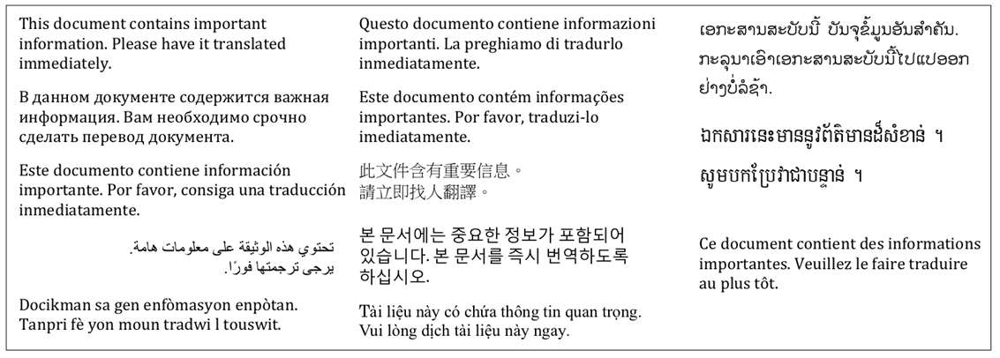 This document contains important
information. Please have it translated
immediately.
В данном документе содержится важная
информация. Вам необходимо срочно
сделать перевод документа.
Este documento contiene información
importante. Por favor, consiga una traducción
inmediatamente.
تحتوي هذه الوثيقة على معلومات هامة.
يرجى ترجمتها فورًا.
Docikman sa gen enfòmasyon enpòtan.
Tanpri fè yon moun tradwi l touswit.
Questo documento contiene informazioni
importanti. La preghiamo di tradurlo
inmediatamente.
Este documento contém informações
importantes. Por favor, traduzi-lo
imediatamente.
此文件含有重要信息。
請立即找人翻譯。
본 문서에는 중요한 정보가 포함되어
있습니다. 본 문서를 즉시 번역하도록
하십시오.
Tài liệu này có chứa thông tin quan trọng.
Vui lòng dịch tài liệu này ngay.
ເອກະສານສະບັບນີ້ ບັນຈຸຂໍ້ມູນອັນສຳຄັນ.
ກະລຸນາເອົາເອກະສານສະບັບນີ້ໄປແປອອກ
ຢ່າງບໍ່ລໍຊ້າ.
ឯកសារនេះមាននូវព័ត៌មានដ៏សំខាន់ ។
សូមបកប្រែវាជាបន្ទាន់ ។
Ce document contient des informations
importantes. Veuillez le faire traduire
au plus tôt.